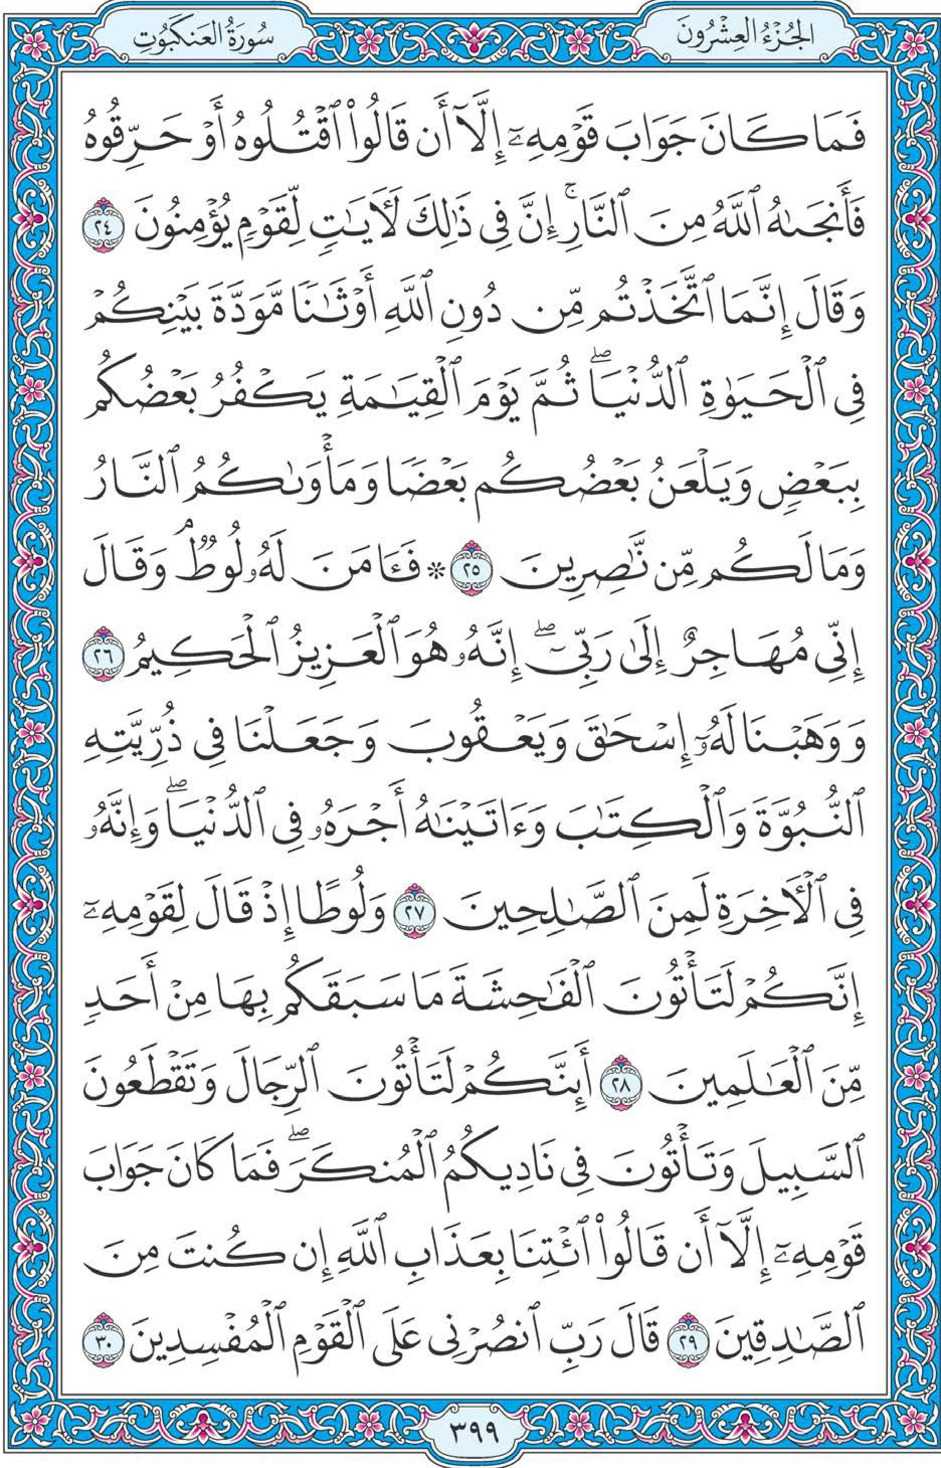 الجُزْءُ العِشْرُونَ
سُورَةُ العَنكَبُوتِ
فَمَا كَانَ جَوَابَ قَوْمِهِۦٓ إِلَّآ أَن قَالُوا۟ ٱقْتُلُوهُ أَوْ حَرِّقُوهُ
فَأَنجَىٰهُ ٱللَّهُ مِنَ ٱلنَّارِۚ إِنَّ فِى ذَٰلِكَ لَـَٔايَـٰتٍ لِّقَوْمٍ يُؤْمِنُونَ ٢٤
وَقَالَ إِنَّمَا ٱتَّخَذْتُم مِّن دُونِ ٱللَّهِ أَوْثَـٰنًا مَّوَدَّةَ بَيْنِكُمْ
فِى ٱلْحَيَوٰةِ ٱلدُّنْيَاۖ ثُمَّ يَوْمَ ٱلْقِيَـٰمَةِ يَكْفُرُ بَعْضُكُم
بِبَعْضٍ وَيَلْعَنُ بَعْضُكُم بَعْضًا وَمَأْوَىٰكُمُ ٱلنَّارُ
وَمَا لَكُم مِّن نَّـٰصِرِينَ ٢٥ * فَـَٔامَنَ لَهُۥ لُوطٌۘ وَقَالَ
إِنِّى مُهَاجِرٌ إِلَىٰ رَبِّىٓۖ إِنَّهُۥ هُوَ ٱلْعَزِيزُ ٱلْحَكِيمُ ٢٦
وَوَهَبْنَا لَهُۥٓ إِسْحَـٰقَ وَيَعْقُوبَ وَجَعَلْنَا فِى ذُرِّيَّتِهِ
ٱلنُّبُوَّةَ وَٱلْكِتَـٰبَ وَءَاتَيْنَـٰهُ أَجْرَهُۥ فِى ٱلدُّنْيَاۖ وَإِنَّهُۥ
فِى ٱلْـَٔاخِرَةِ لَمِنَ ٱلصَّـٰلِحِينَ ٢٧ وَلُوطًا إِذْ قَالَ لِقَوْمِهِۦٓ
إِنَّكُمْ لَتَأْتُونَ ٱلْفَـٰحِشَةَ مَا سَبَقَكُم بِهَا مِنْ أَحَدٍ
مِّنَ ٱلْعَـٰلَمِينَ ٢٨ أَئِنَّكُمْ لَتَأْتُونَ ٱلرِّجَالَ وَتَقْطَعُونَ
ٱلسَّبِيلَ وَتَأْتُونَ فِى نَادِيكُمُ ٱلْمُنكَرَۖ فَمَا كَانَ جَوَابَ
قَوْمِهِۦٓ إِلَّآ أَن قَالُوا۟ ٱئْتِنَا بِعَذَابِ ٱللَّهِ إِن كُنتَ مِنَ
ٱلصَّـٰدِقِينَ ٢٩ قَالَ رَبِّ ٱنصُرْنِى عَلَى ٱلْقَوْمِ ٱلْمُفْسِدِينَ ٣٠
٣٩٩